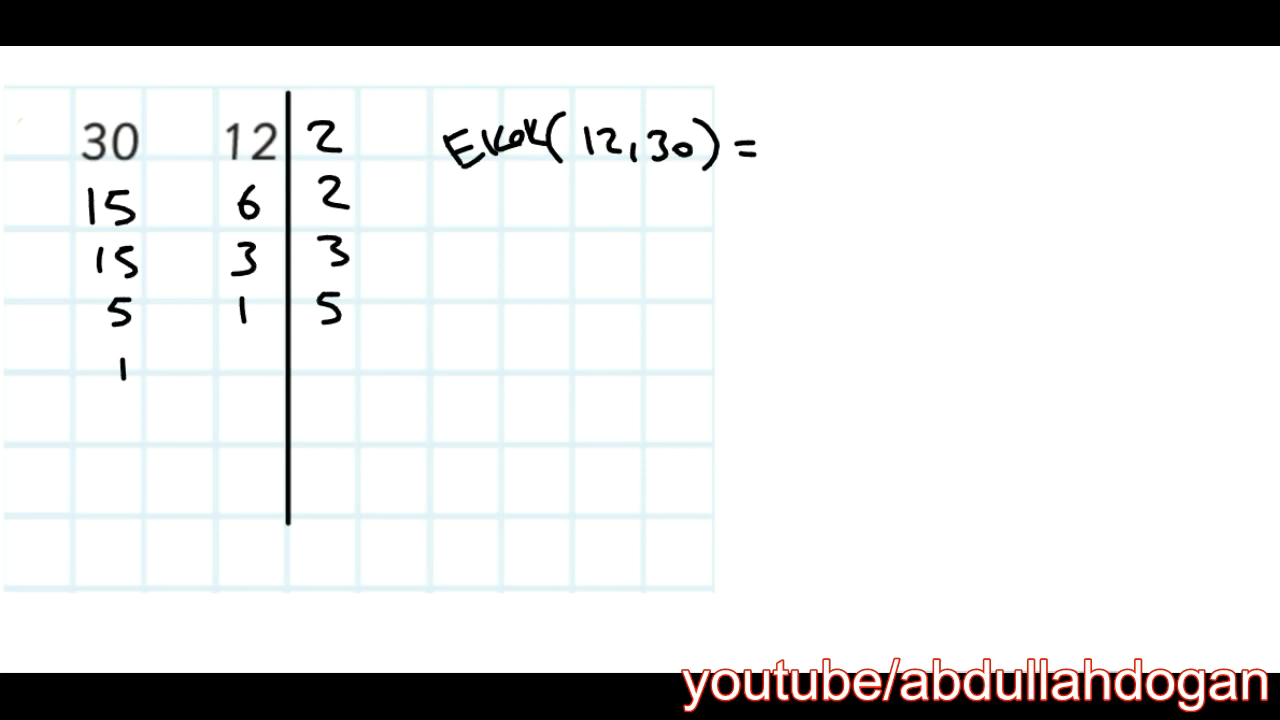 30 12 2 Ekok(12,30)=
15 6 2
15 3 3
5 1 5
1
youtube/abdullahdogan